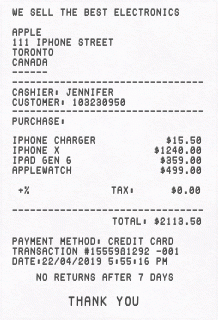 WE SELL THE BEST ELECTRONICS
APPLE
111 IPHONE STREET
TORONTO
CANADA
------
--------------------------------
CASHIER: JENNIFER
CUSTOMER: 103230950
--------------------------------
PURCHASE:
IPHONE CHARGER $15.50
IPHONE X $1240.00
IPAD GEN 6 $359.00
APPLEWATCH $499.00
+% TAX: $0.00
--------------------------------
TOTAL: $2113.50
PAYMENT METHOD: CREDIT CARD
TRANSACTION #1555981292 -001
DATE:22/04/2019 5:55:16 PM
NO RETURNS AFTER 7 DAYS
THANK YOU